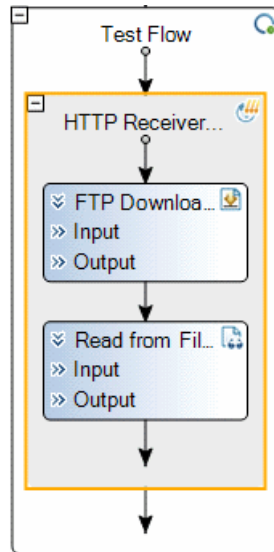 Test Flow
HTTP Receiver...
FTP Downloa...
Input
Output
Read from Fil...
Input
Output